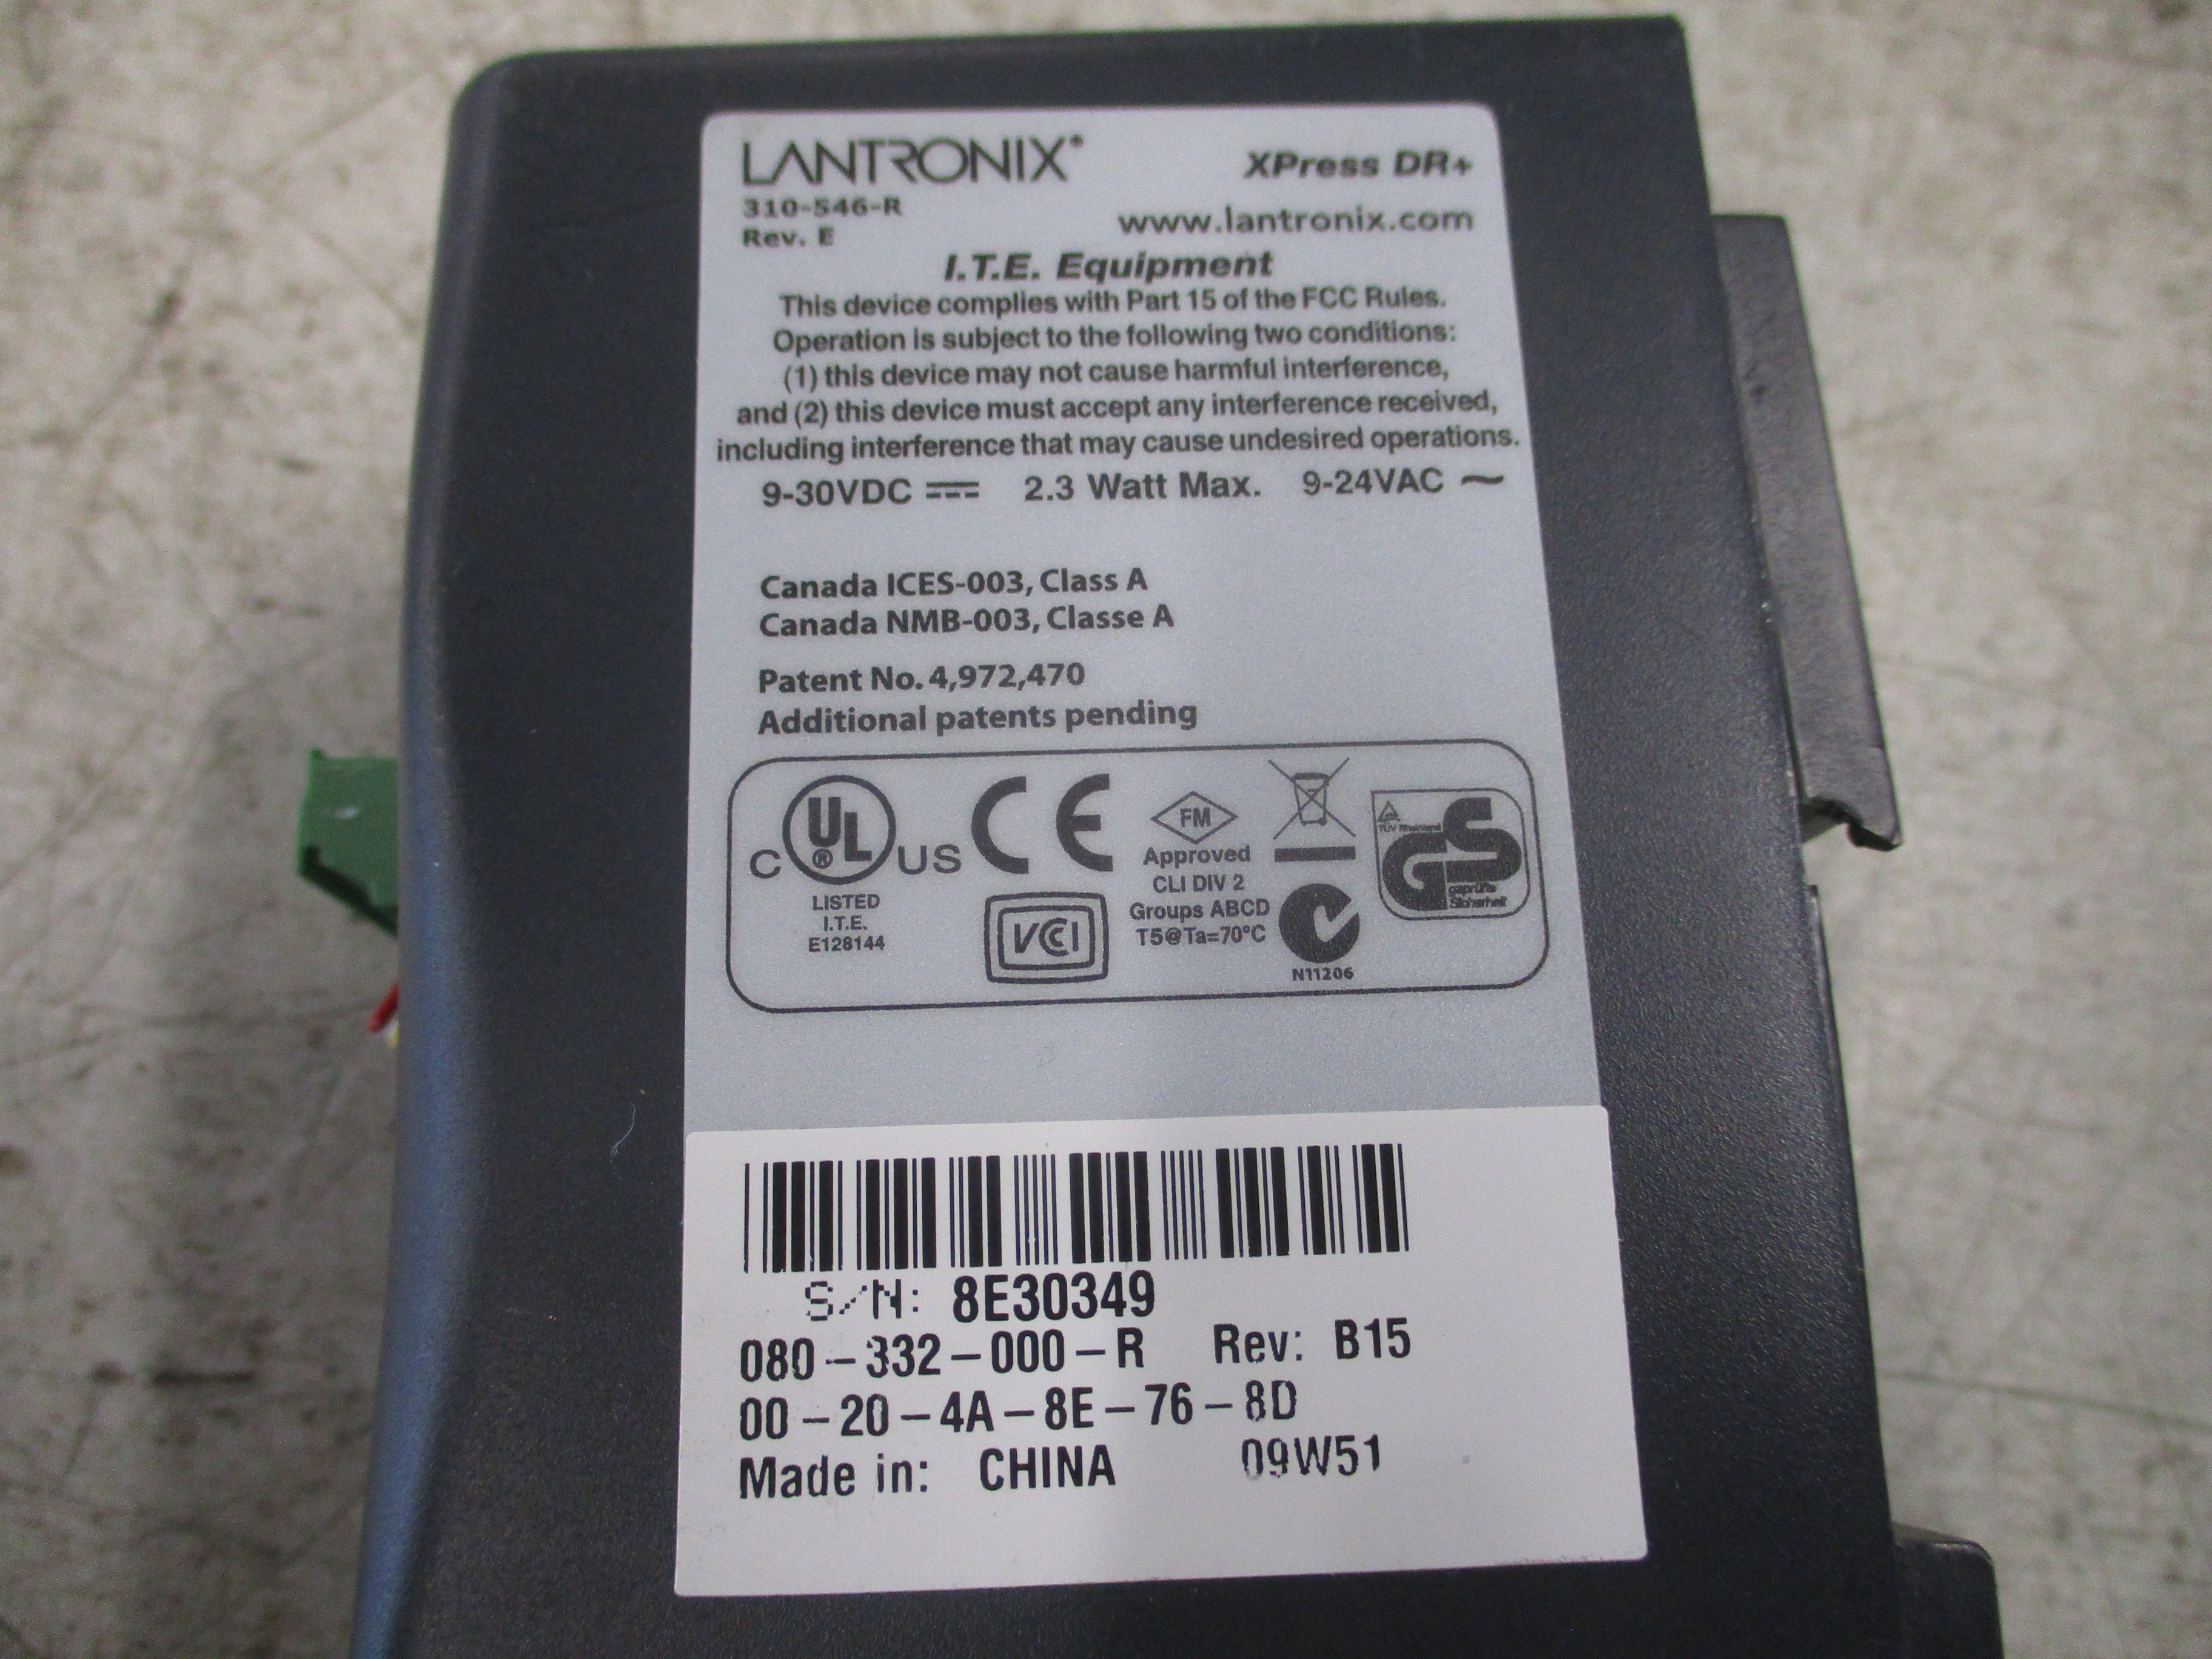 LANTRONIX® XPress DR+
310-546-R
Rev. E www.lantronix.com
I.T.E. Equipment
This device complies with Part 15 of the FCC Rules.
Operation is subject to the following two conditions:
(1) this device may not cause harmful interference,
and (2) this device must accept any interference received,
including interference that may cause undesired operations.
9-30VDC 2.3 Watt Max. 9-24VAC ~
Canada ICES-003, Class A
Canada NMB-003, Classe A
Patent No. 4,972,470
Additional patents pending
C UL® US
LISTED
I.T.E.
E128144
CE
VCCI
FM
Approved
CLI DIV 2
Groups ABCD
T5@Ta=70°C
N11206
TÜV Rheinland
GS
geprüfte
Sicherheit
S/N: 8E30349
080-332-000-R Rev: B15
00-20-4A-8E-76-8D
Made in: CHINA 09W51